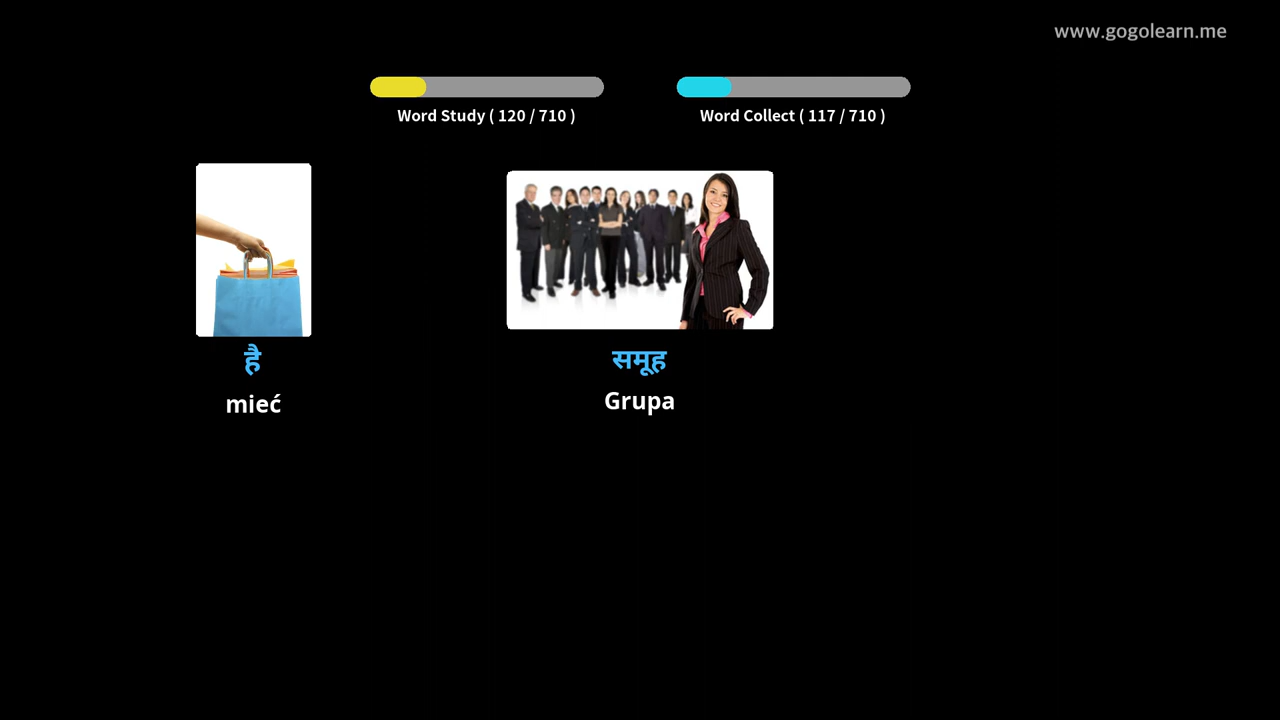 www.gogolearn.me
Word Study ( 120 / 710 )
Word Collect ( 117 / 710 )
है
mieć
समूह
Grupa